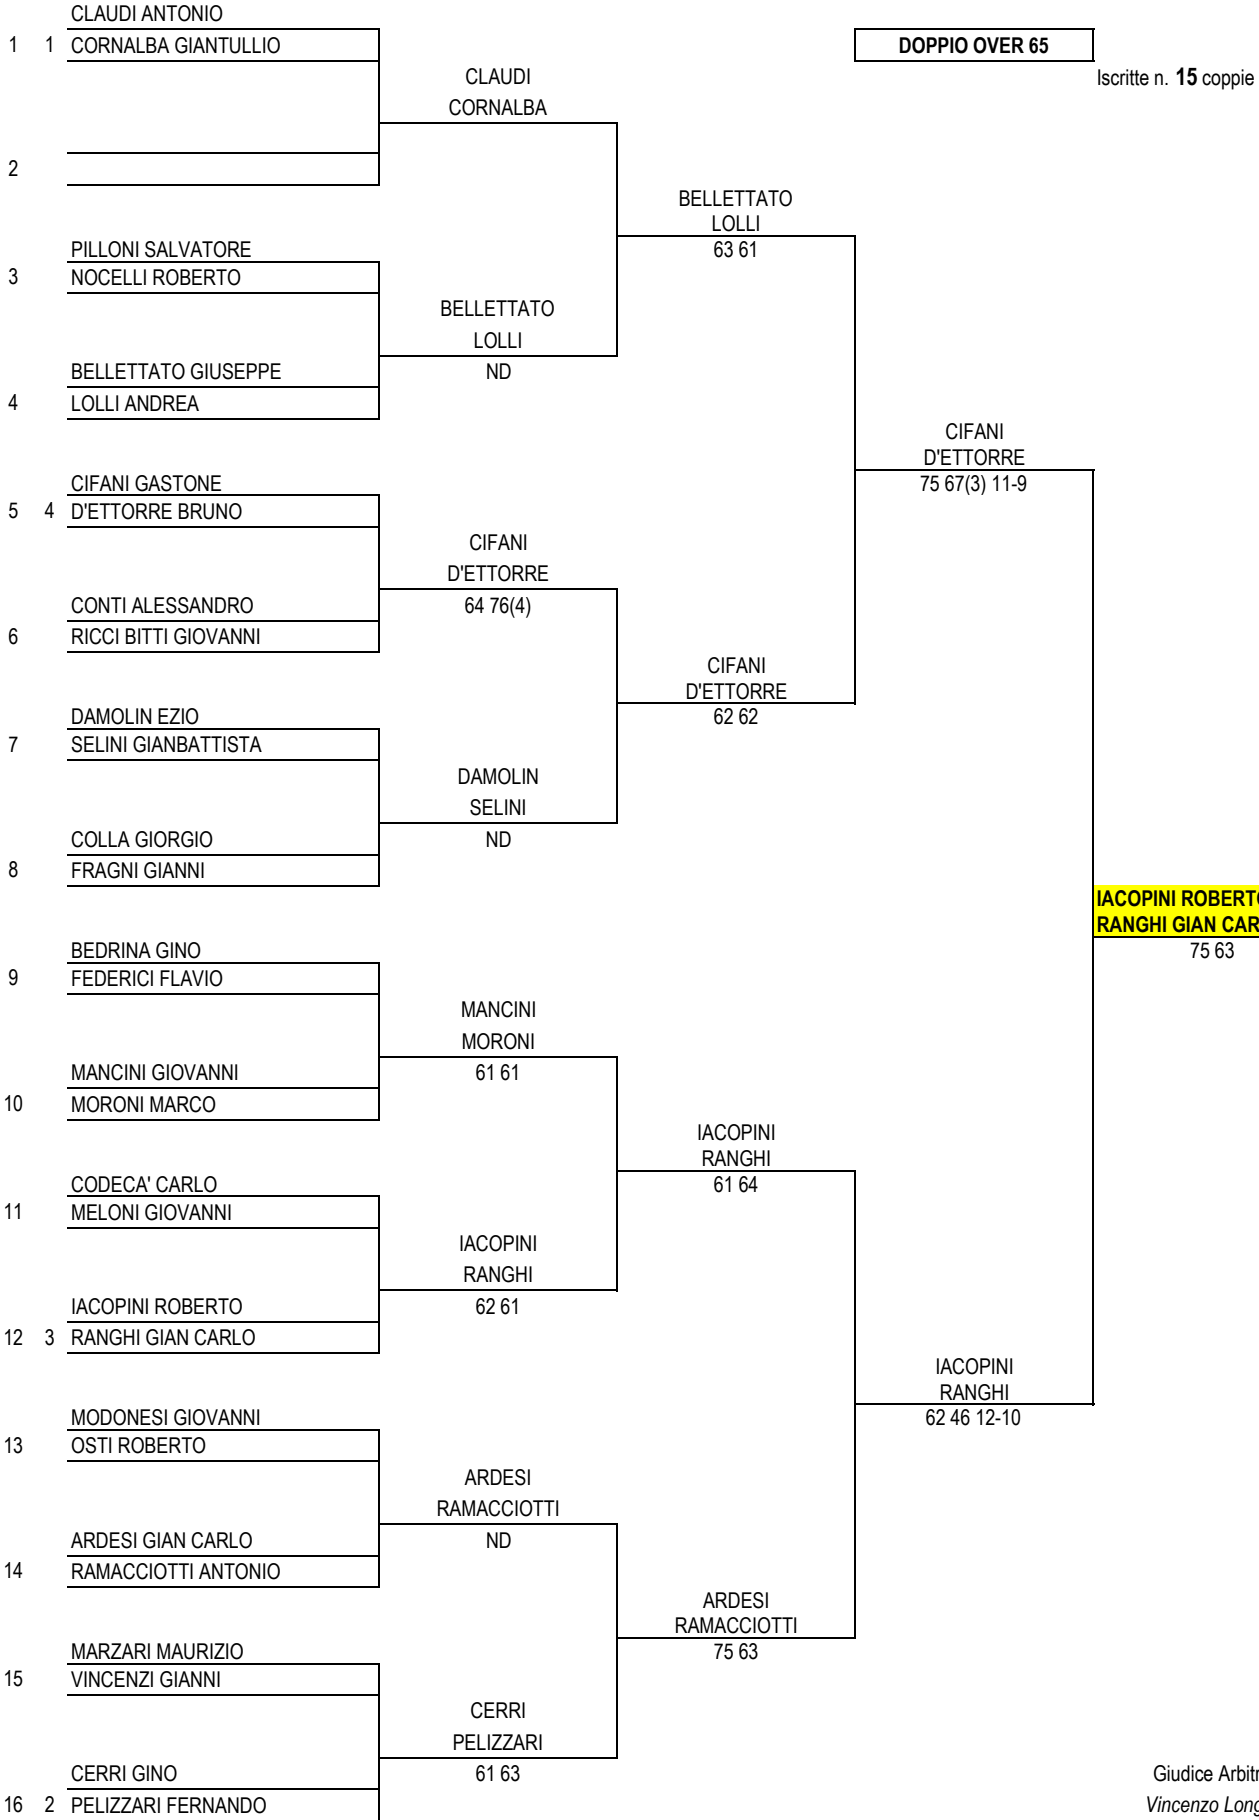 CLAUDI ANTONIO
1 1 CORNALBA GIANTULLIO
DOPPIO OVER 65
Iscritte n. 15 coppie
CLAUDI
CORNALBA
2
BELLETTATO
LOLLI
63 61
PILLONI SALVATORE
3 NOCELLI ROBERTO
BELLETTATO
LOLLI
ND
BELLETTATO GIUSEPPE
4 LOLLI ANDREA
CIFANI
D'ETTORRE
75 67(3) 11-9
CIFANI GASTONE
5 4 D'ETTORRE BRUNO
CIFANI
D'ETTORRE
64 76(4)
CONTI ALESSANDRO
6 RICCI BITTI GIOVANNI
CIFANI
D'ETTORRE
62 62
DAMOLIN EZIO
7 SELINI GIANBATTISTA
DAMOLIN
SELINI
ND
COLLA GIORGIO
8 FRAGNI GIANNI
IACOPINI
RANGHI GIAN
75 63
BEDRINA GINO
9 FEDERICI FLAVIO
MANCINI
MORONI
61 61
MANCINI GIOVANNI
10 MORONI MARCO
IACOPINI
RANGHI
61 64
CODECA' CARLO
11 MELONI GIOVANNI
IACOPINI
RANGHI
62 61
IACOPINI ROBERTO
12 3 RANGHI GIAN CARLO
IACOPINI
RANGHI
62 46 12-10
MODONESI GIOVANNI
13 OSTI ROBERTO
ARDESI
RAMACCIOTTI
ND
ARDESI GIAN CARLO
14 RAMACCIOTTI ANTONIO
ARDESI
RAMACCIOTTI
75 63
MARZARI MAURIZIO
15 VINCENZI GIANNI
CERRI
PELIZZARI
61 63
CERRI GINO
16 2 PELIZZARI FERNANDO
Giudice
Vincenzo